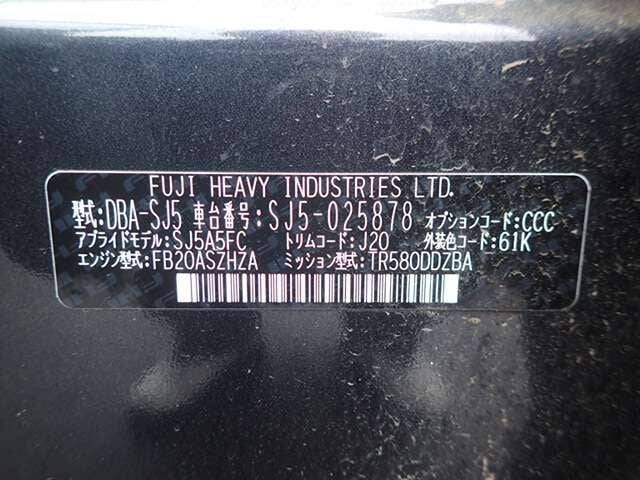 FUJI HEAVY INDUSTRIES LTD.
型式:DBA-SJ5 車台番号:SJ5-025878 オプションコード:CCC
アプライドモデル:SJ5A5FC トリムコード:J20 外装色コード:61K
エンジン型式:FB20ASZHZA ミッション型式:TR580DDZBA